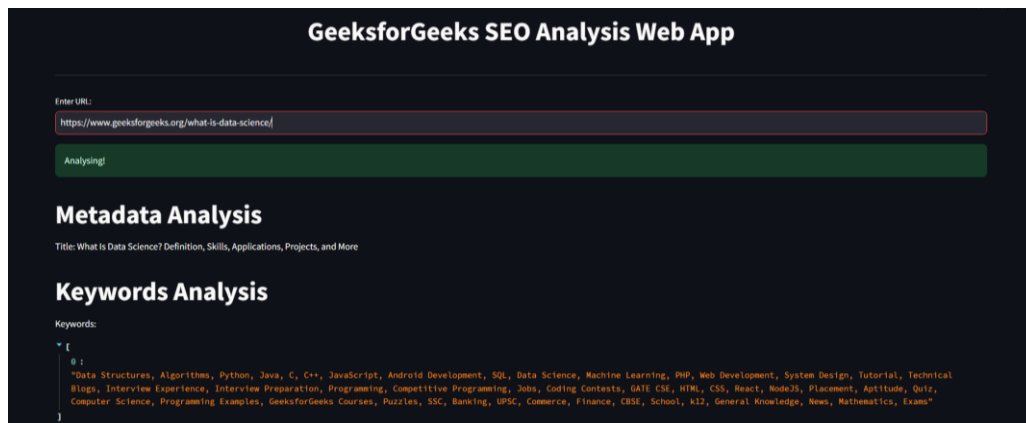 GeeksforGeeks SEO Analysis Web App
Enter URL:
https://www.geeksforgeeks.org/what-is-data-science/
Analysing!
Metadata Analysis
Title: What Is Data Science? Definition, Skills, Applications, Projects, and More
Keywords Analysis
Keywords:
[
0 :
"Data Structures, Algorithms, Python, Java, C, C++, JavaScript, Android Development, SQL, Data Science, Machine Learning, PHP, Web Development, System Design, Tutorial, Technical
Blogs, Interview Experience, Interview Preparation, Programming, Competitive Programming, Jobs, Coding Contests, GATE CSE, HTML, CSS, React, NodeJS, Placement, Aptitude, Quiz,
Computer Science, Programming Examples, GeeksforGeeks Courses, Puzzles, SSC, Banking, UPSC, Commerce, Finance, CBSE, School, k12, General Knowledge, News, Mathematics, Exams"
]